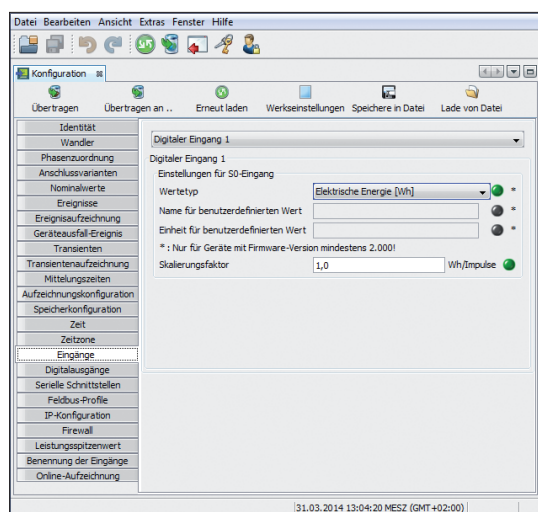 Datei Bearbeiten Ansicht Extras Fenster Hilfe
Konfiguration
Übertragen Übertragen an .. Erneut laden Werkseinstellungen Speichere in Datei Lade von Datei
Identität
Wandler
Phasenzuordnung
Anschlussvarianten
Nominalwerte
Ereignisse
Ereignisaufzeichnung
Geräteausfall-Ereignis
Transienten
Transientenaufzeichnung
Mittelungszeiten
Aufzeichnungskonfiguration
Speicherkonfiguration
Zeit
Zeitzone
Eingänge
Digitalausgänge
Serielle Schnittstellen
Feldbus-Profile
IP-Konfiguration
Firewall
Leistungsspitzenwert
Benennung der Eingänge
Online-Aufzeichnung
Digitaler Eingang 1
Digitaler Eingang 1
Einstellungen für S0-Eingang
Wertetyp Elektrische Energie [Wh] *
Name für benutzerdefinierten Wert *
Einheit für benutzerdefinierten Wert *
* : Nur für Geräte mit Firmware-Version mindestens 2.000!
Skalierungsfaktor 1,0 Wh/Impulse
31.03.2014 13:04:20 MESZ (GMT+02:00)